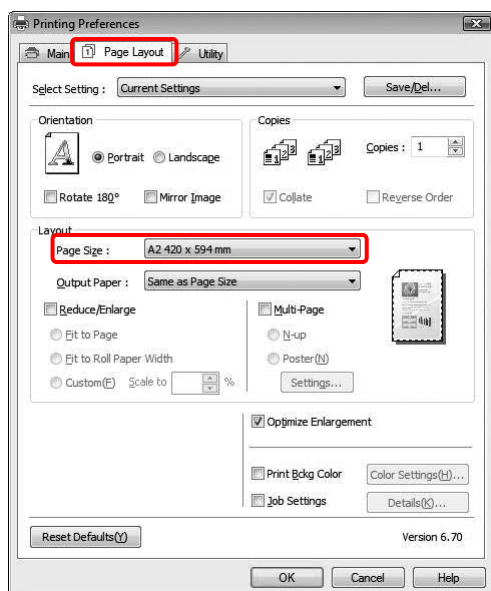 Printing Preferences
Main Page Layout Utility
Select Setting : Current Settings Save/Del...
Orientation Copies
Portrait Landscape Copies : 1
Rotate 180° Mirror Image Collate Reverse Order
Layout
Page Size : A2 420 x 594 mm
Output Paper : Same as Page Size
Reduce/Enlarge Multi-Page
Fit to Page N-up
Fit to Roll Paper Width Poster(N)
Custom(F) Scale to % Settings...
Optimize Enlargement
Print Bckg Color Color Settings(H)...
Job Settings Details(K)...
Reset Defaults(Y) Version 6.70
OK Cancel Help